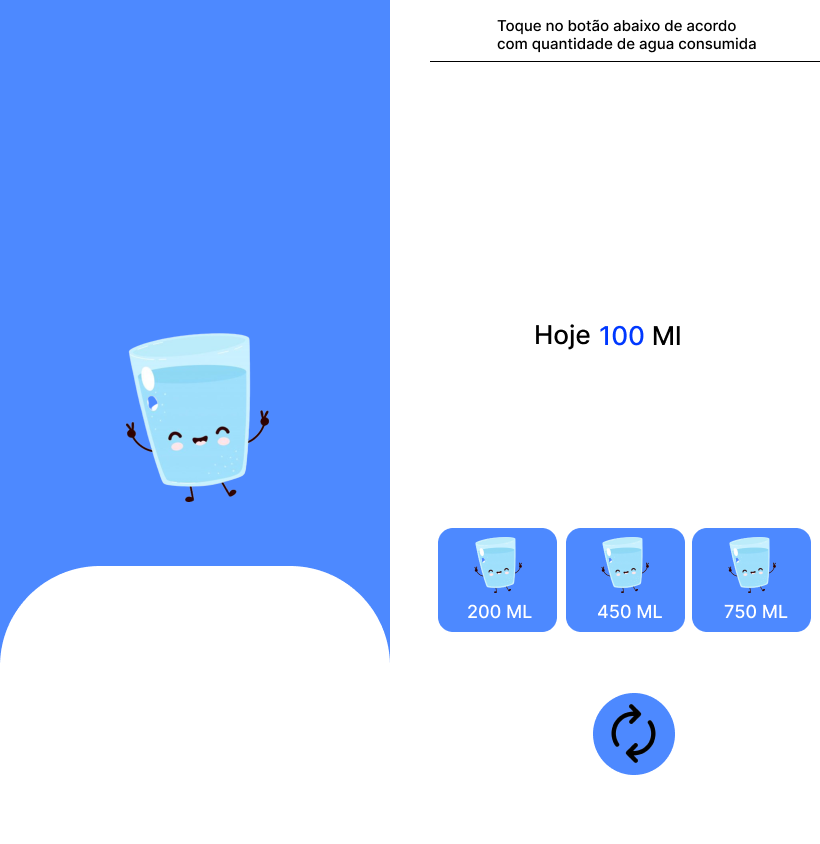 Toque no botão abaixo de acordo
com quantidade de agua consumida
Hoje 100 Ml
200 ML
450 ML
750 ML